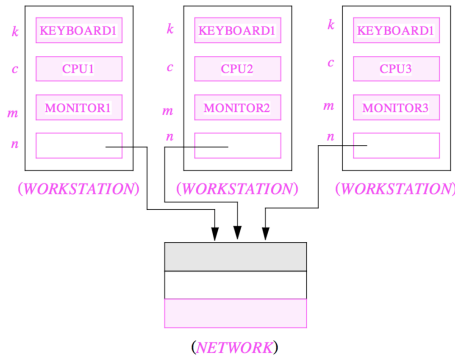 k KEYBOARD1 k KEYBOARD1 k KEYBOARD1
c CPU1 c CPU2 c CPU3
m MONITOR1 m MONITOR2 m MONITOR3
n n n
(WORKSTATION) (WORKSTATION) (WORKSTATION)
(NETWORK)